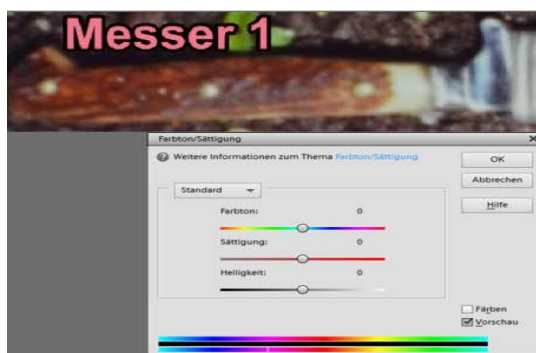 Messer 1
Farbton/Sättigung
Weitere Informationen zum Thema Farbton/Sättigung
OK
Abbrechen
Hilfe
Standard
Farbton: 0
Sättigung: 0
Helligkeit: 0
Färben
Vorschau